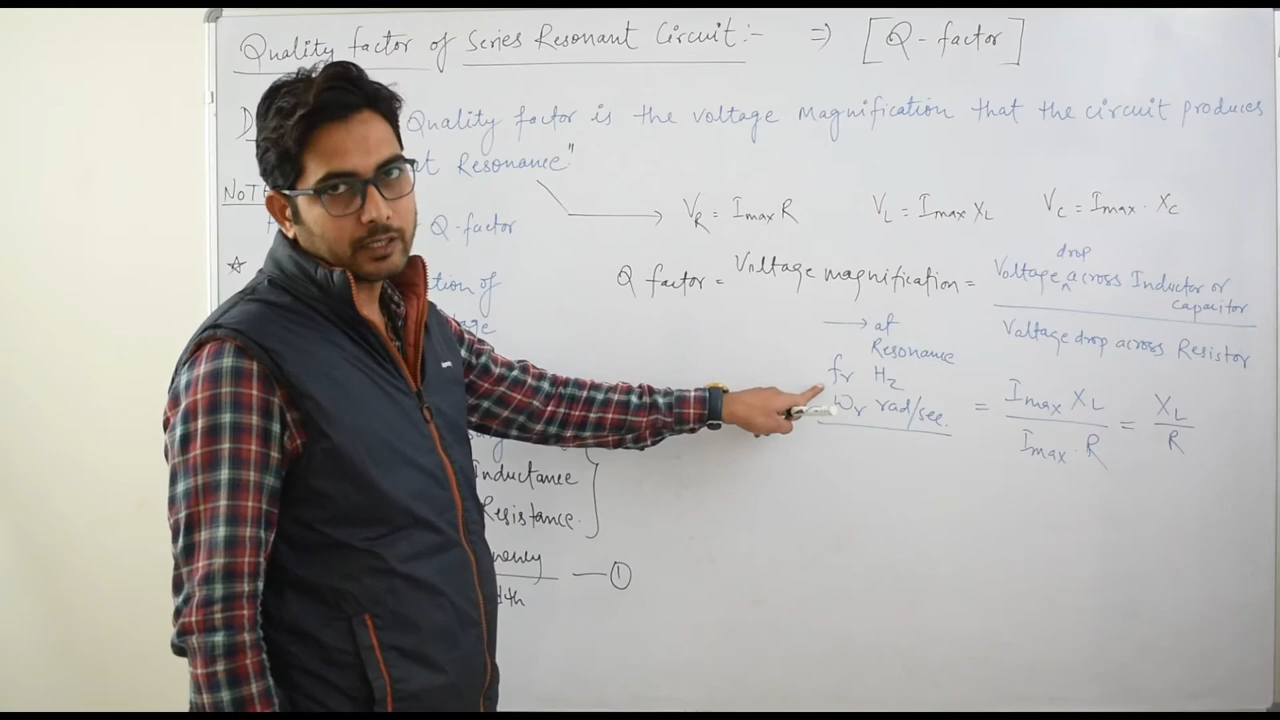 Quality factor of Series Resonant Circuit :- ⇒ [Q-factor]
Quality factor is the voltage magnification that the circuit produces
at Resonance"
NOTE
Q-factor
V_R = I_max R V_L = I_max X_L V_C = I_max · X_C
Q factor = Voltage magnification = Voltage drop across Inductor or capacitor
Voltage drop across Resistor
→ at
Resonance
f_r Hz
ω_r rad/sec. = I_max X_L / I_max · R = X_L / R
Inductance
Resistance.
— ①